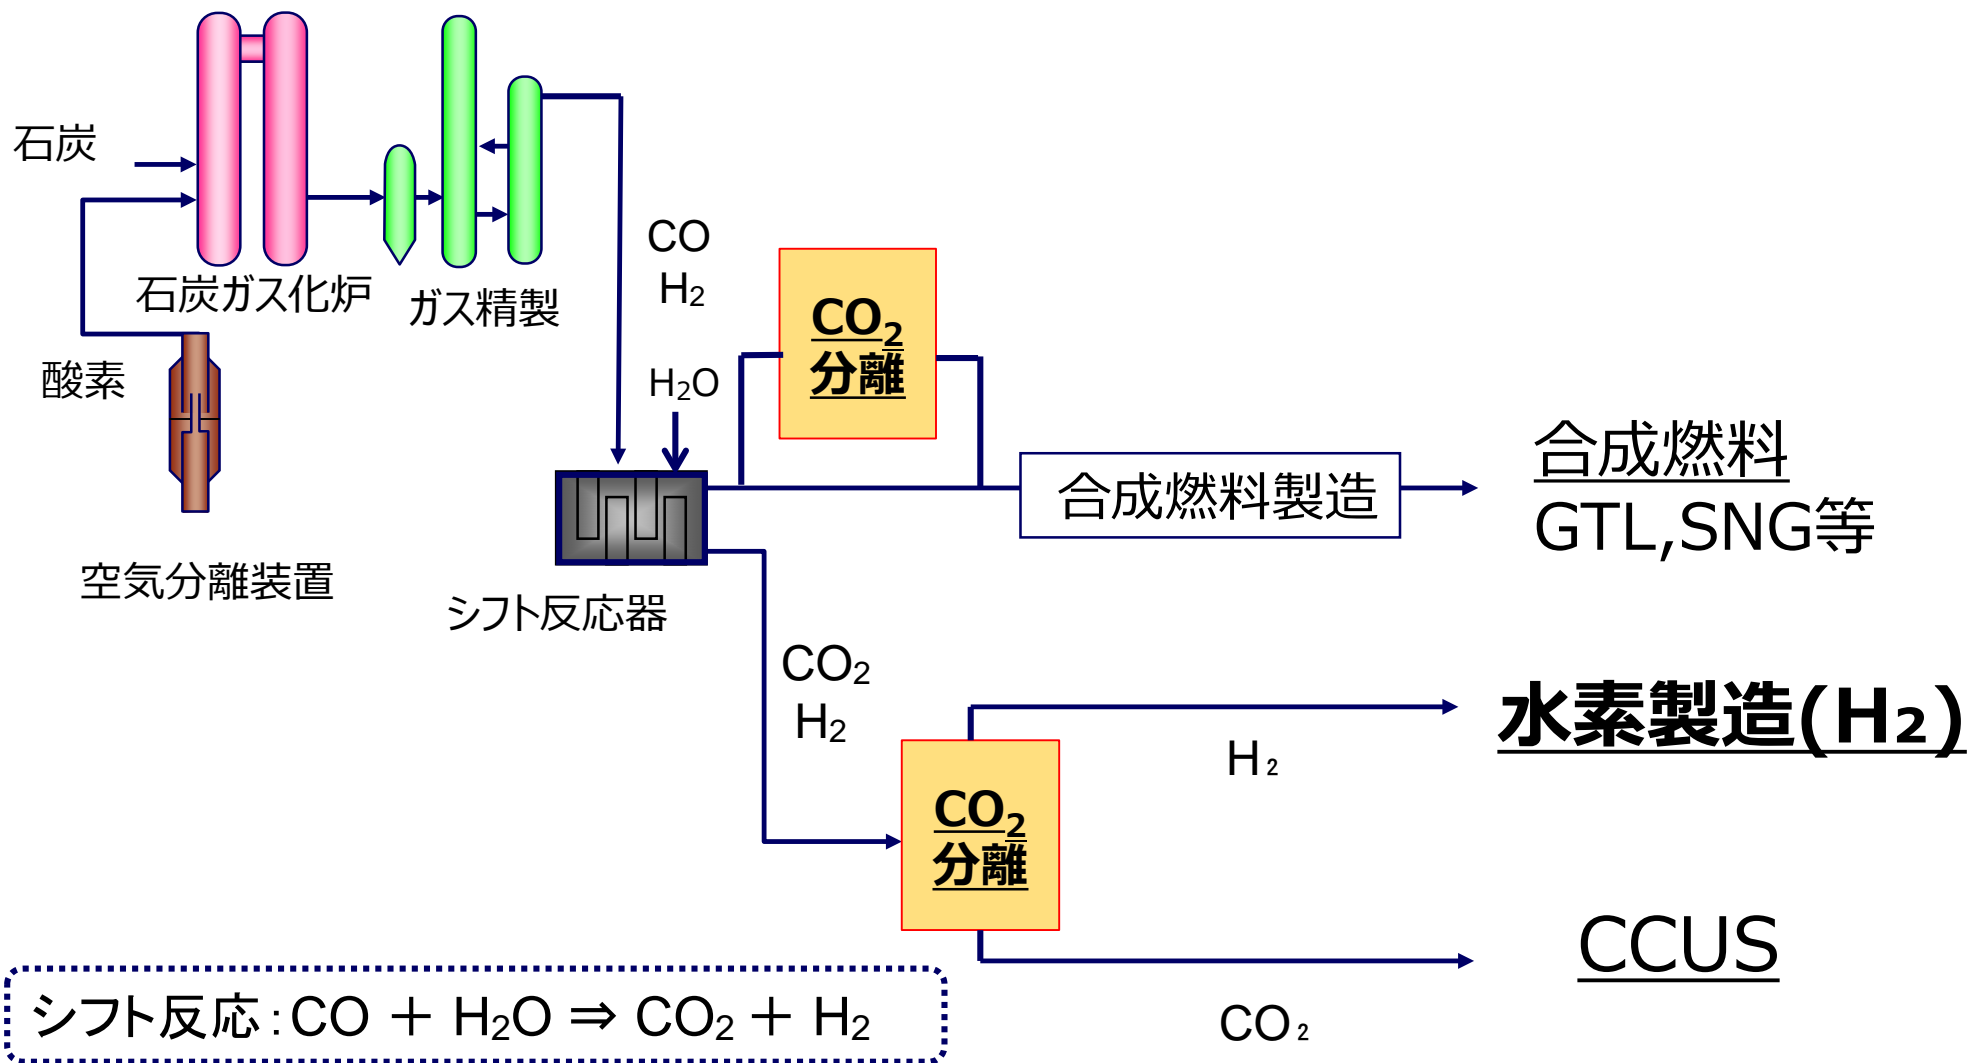 石炭
石炭ガス化炉
ガス精製
酸素
空気分離装置
CO
H₂
H₂O
シフト反応器
CO₂
分離
合成燃料製造
合成燃料
GTL,SNG等
CO₂
H₂
CO₂
分離
H₂
水素製造(H₂)
CO₂
CCUS
シフト反応:CO + H₂O ⇒ CO₂ + H₂